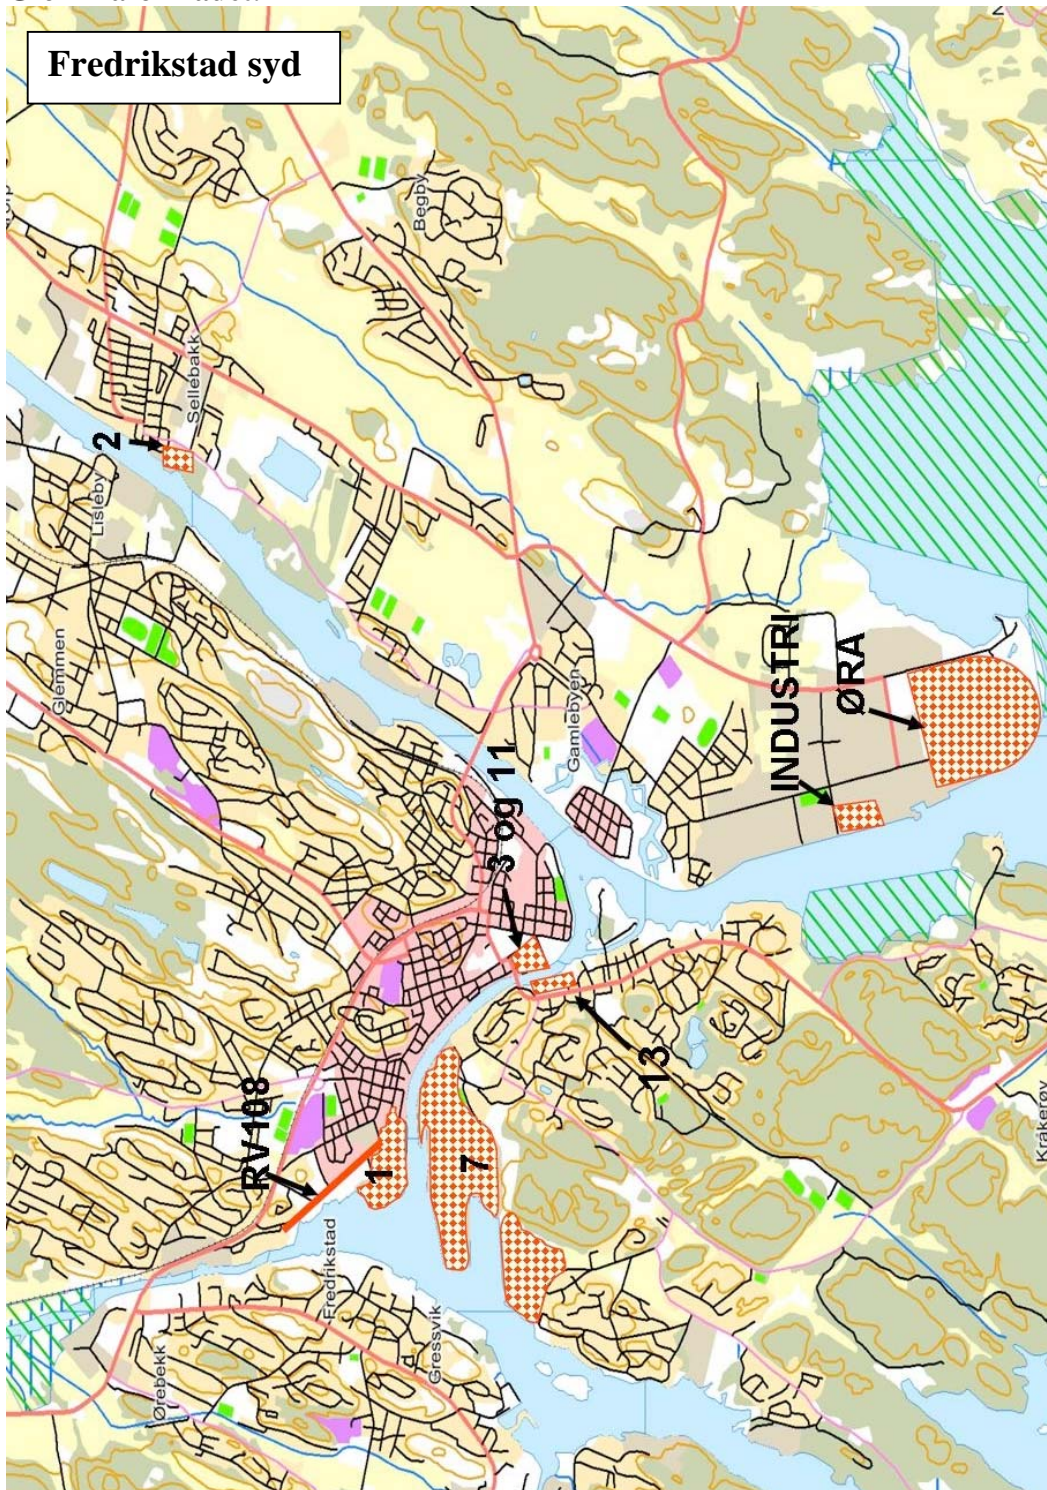 Fredrikstad syd
2
Begby
Sellebakk
2
Lisleby
Glemmen
Gamlebyen
INDUSTRI
ØRA
3 og 11
13
RV108
1
7
Fredrikstad
Gressvik
Ørebekk
Kråkerøy